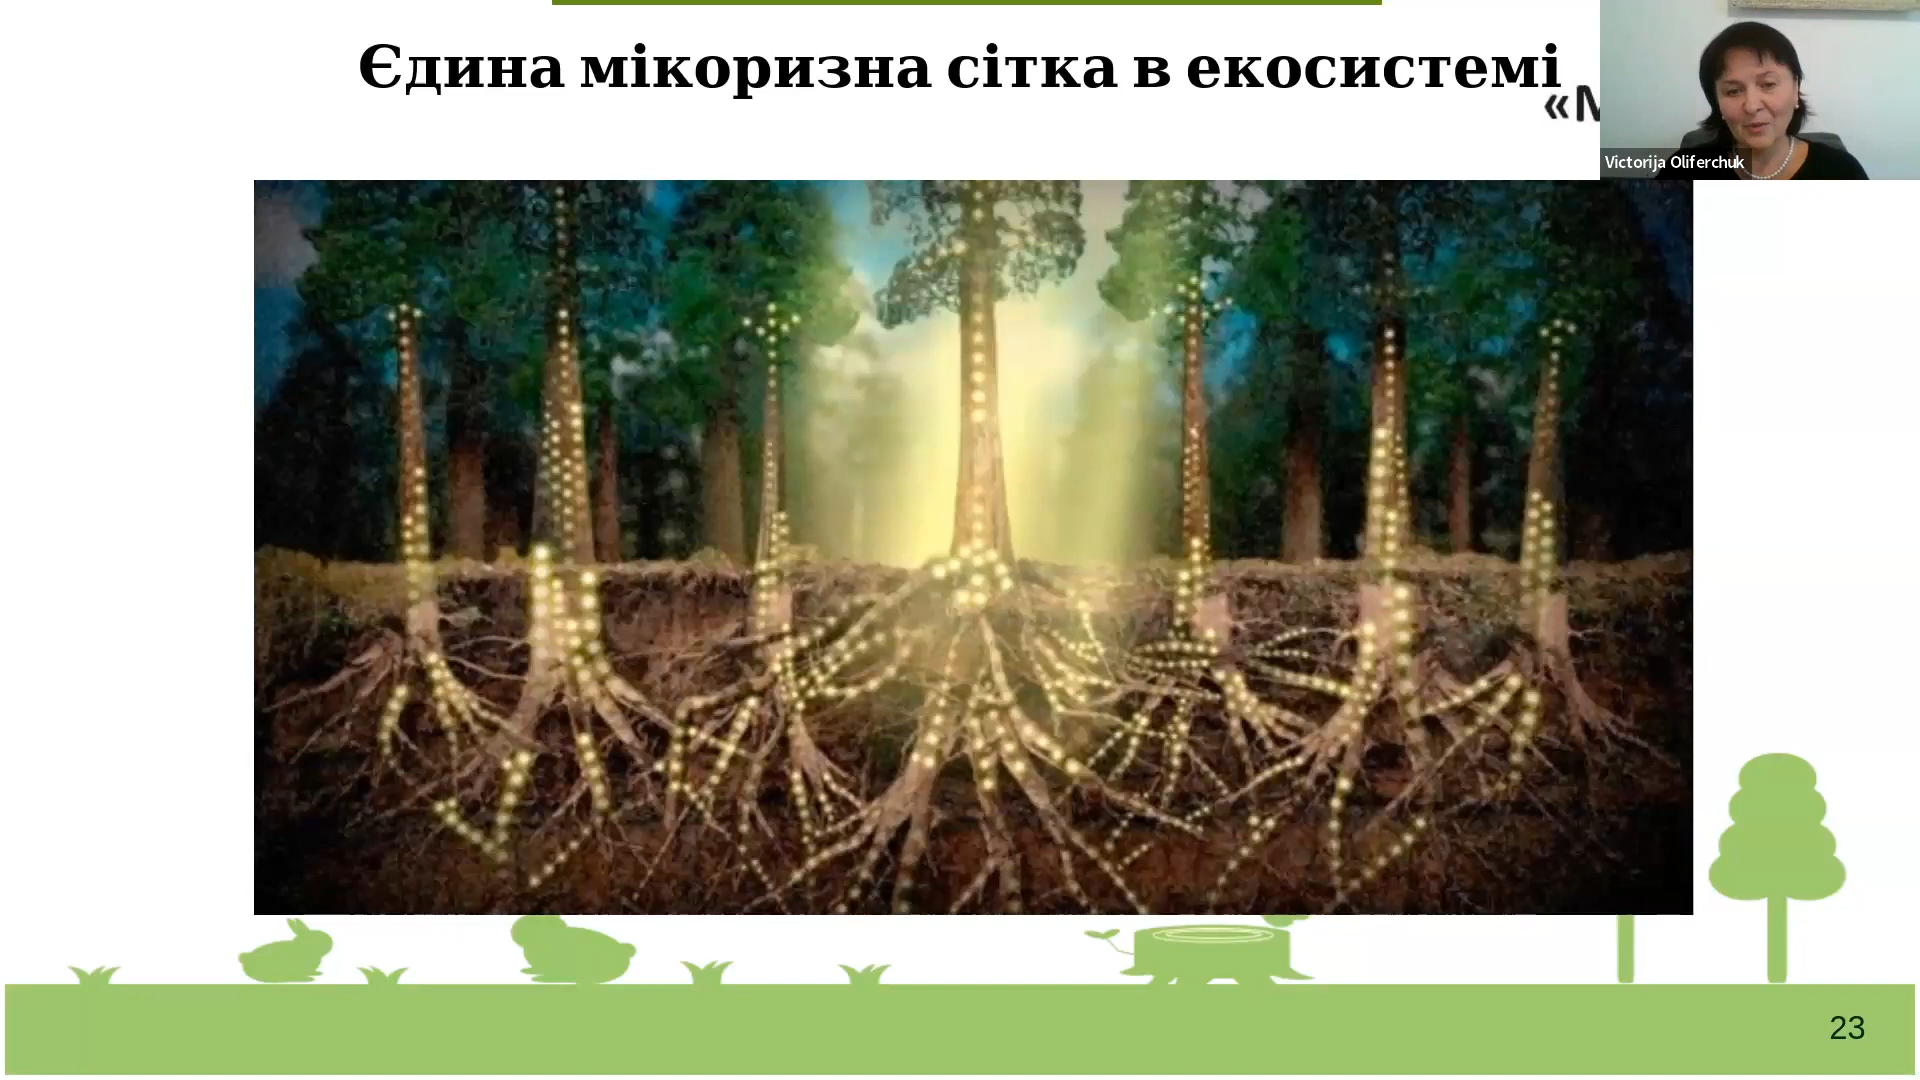 Єдина мікоризна сітка в екосистемі
Victorija Oliferchuk
23